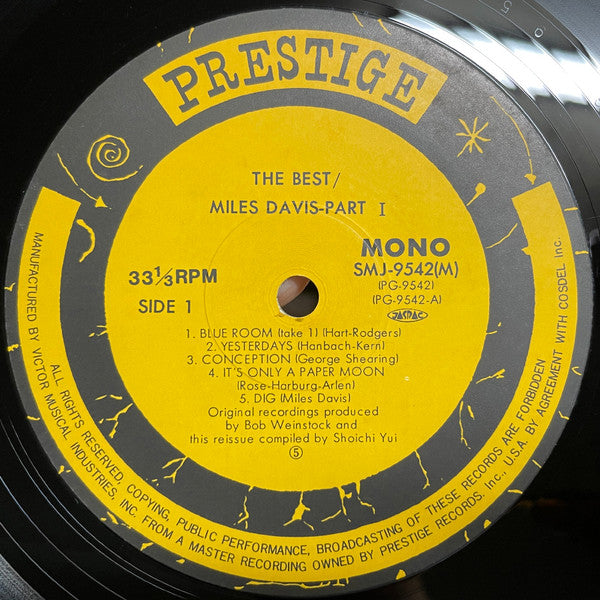 PRESTIGE
THE BEST/
MILES DAVIS-PART I
MONO
SMJ-9542(M)
(PG-9542)
(PG-9542-A)
JASRAC
33⅓RPM
SIDE 1
1. BLUE ROOM (take 1) (Hart-Rodgers)
2. YESTERDAYS (Hanbach-Kern)
3. CONCEPTION (George Shearing)
4. IT'S ONLY A PAPER MOON
(Rose-Harburg-Arlen)
5. DIG (Miles Davis)
Original recordings produced
by Bob Weinstock and
this reissue compiled by Shoichi Yui
⑤
MANUFACTURED BY VICTOR MUSICAL INDUSTRIES, INC. FROM A MASTER RECORDING OWNED BY PRESTIGE RECORDS. Inc., U.S.A. BY AGREEMENT WITH COSDEL Inc.
ALL RIGHTS RESERVED, COPYING, PUBLIC PERFORMANCE, BROADCASTING OF THESE RECORDS ARE FORBIDDEN